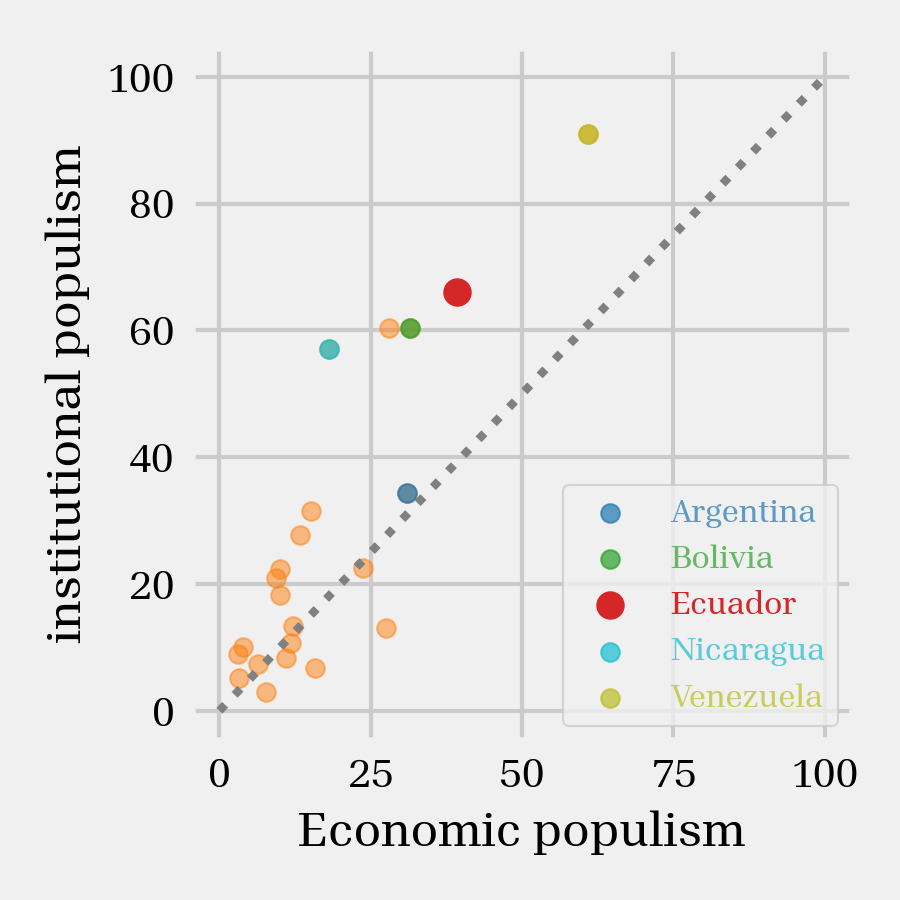 100
80
60
40
20
0
institutional populism
Argentina
Bolivia
Ecuador
Nicaragua
Venezuela
0 25 50 75 100
Economic populism